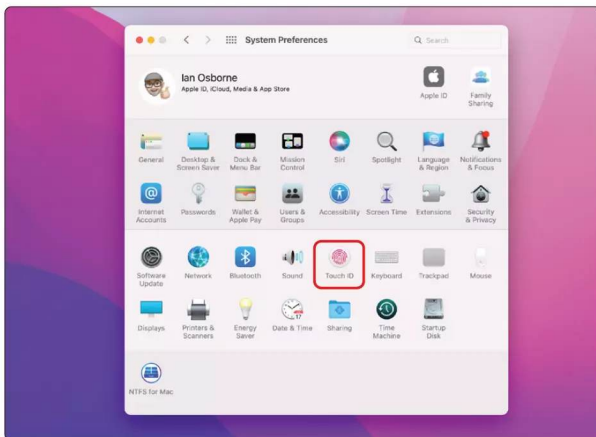 System Preferences
Search
Ian Osborne
Apple ID, iCloud, Media & App Store
Apple ID
Family
Sharing
General
Desktop &
Screen Saver
Dock &
Menu Bar
Mission
Control
Siri
Spotlight
Language
& Region
Notifications
& Focus
Internet
Accounts
Passwords
Wallet &
Apple Pay
Users &
Groups
Accessibility
Screen Time
Extensions
Security
& Privacy
Software
Update
Network
Bluetooth
Sound
Touch ID
Keyboard
Trackpad
Mouse
Displays
Printers &
Scanners
Energy
Saver
17
Date & Time
Sharing
Time
Machine
Startup
Disk
NTFS for Mac